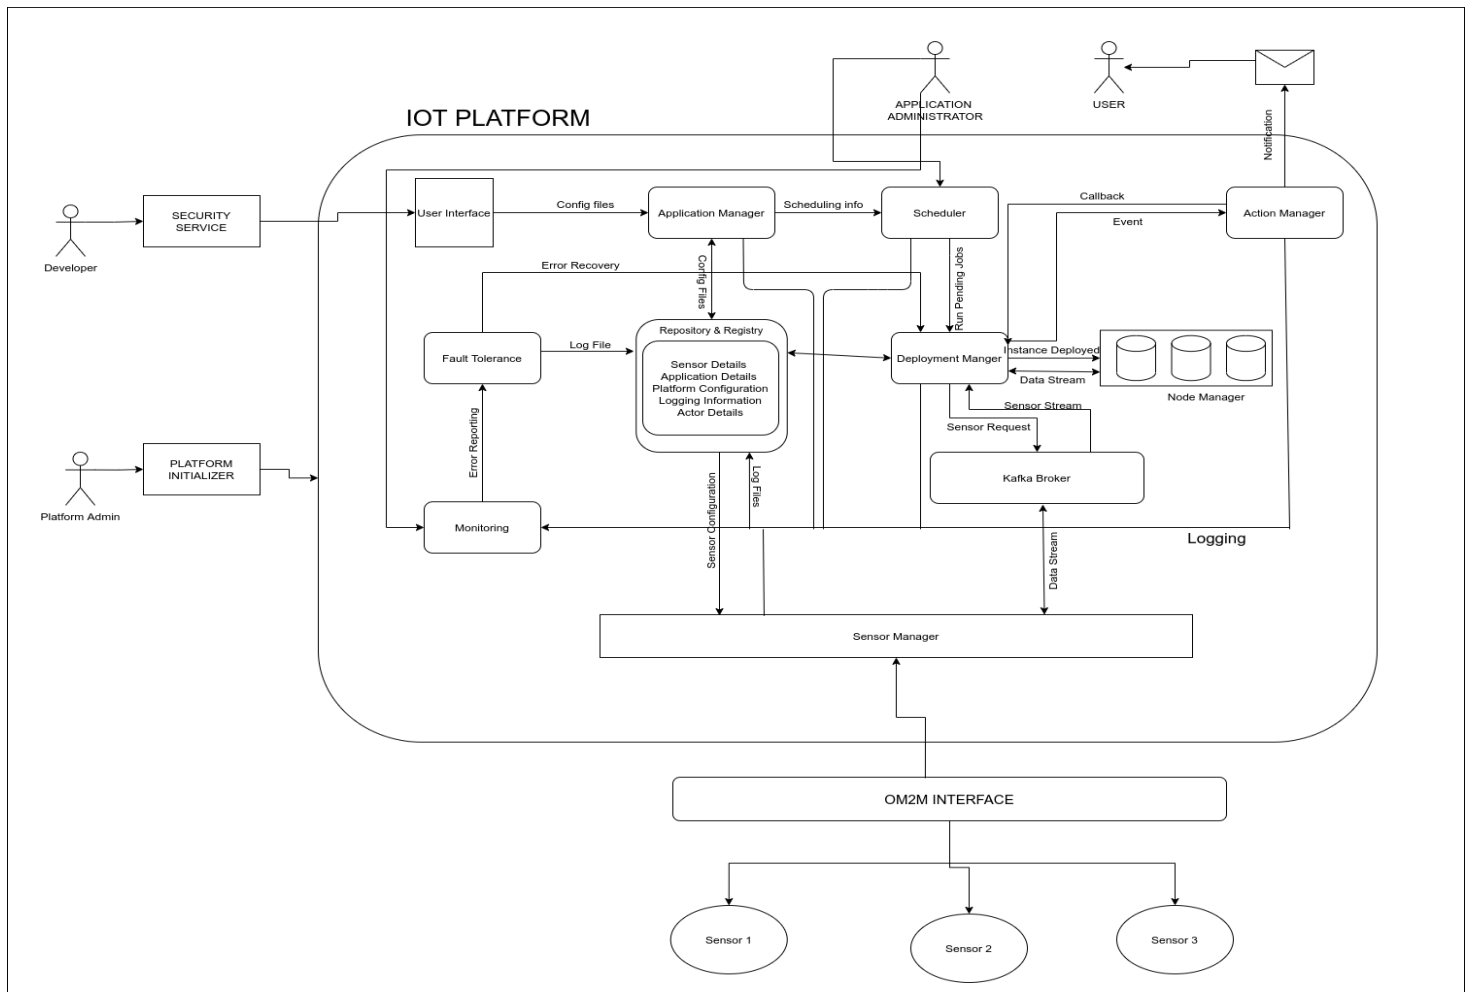 APPLICATION
ADMINISTRATOR
USER
IOT PLATFORM
Notification
SECURITY
SERVICE
Developer
User Interface
Config files
Application Manager
Scheduling info
Scheduler
Callback
Event
Action Manager
Error Recovery
Config Files
Run Pending Jobs
Fault Tolerance
Log File
Repository & Registry
Sensor Details
Application Details
Platform Configuration
Logging Information
Actor Details
Deployment Manger
Instance Deployed
Data Stream
Node Manager
Sensor Stream
Sensor Request
Error Reporting
PLATFORM
INITIALIZER
Platform Admin
Kafka Broker
Sensor Configuration
Log Files
Monitoring
Logging
Data Stream
Sensor Manager
OM2M INTERFACE
Sensor 1
Sensor 2
Sensor 3